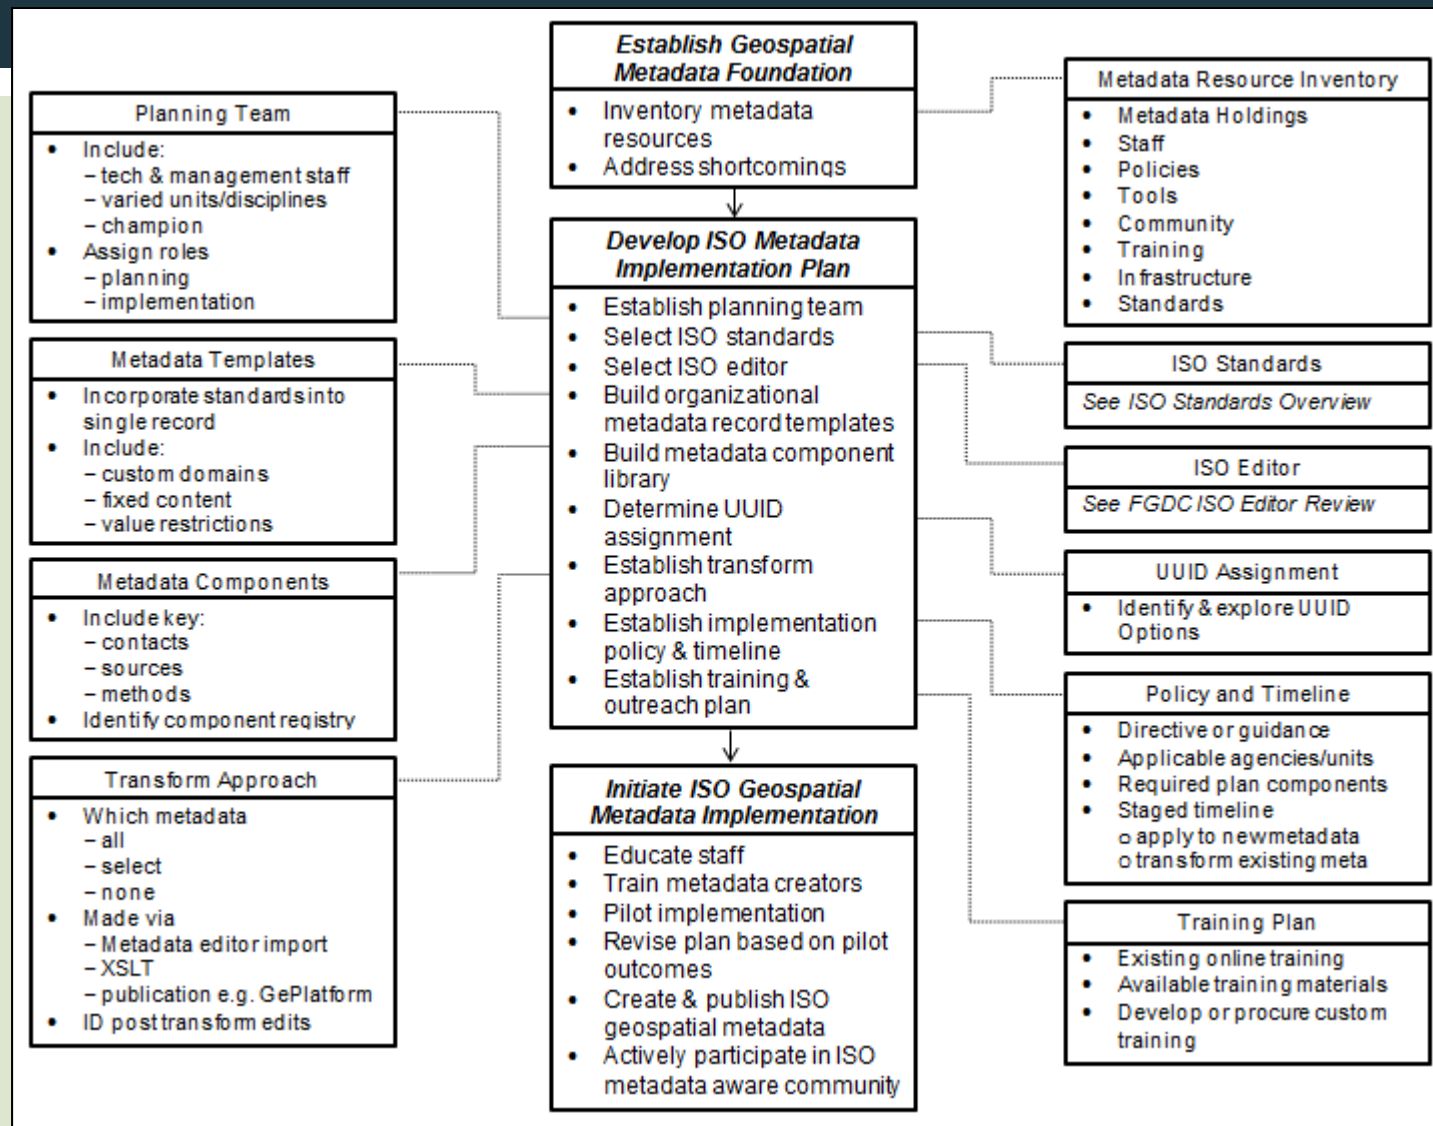 Establish Geospatial
Metadata Foundation
• Inventory metadata
resources
• Address shortcomings
Develop ISO Metadata
Implementation Plan
• Establish planning team
• Select ISO standards
• Select ISO editor
• Build organizational
metadata record templates
• Build metadata component
library
• Determine UUID
assignment
• Establish transform
approach
• Establish implementation
policy & timeline
• Establish training &
outreach plan
Initiate ISO Geospatial
Metadata Implementation
• Educate staff
• Train metadata creators
• Pilot implementation
• Revise plan based on pilot
outcomes
• Create & publish ISO
geospatial metadata
• Actively participate in ISO
metadata aware community
Planning Team
• Include:
– tech & management staff
– varied units/disciplines
– champion
• Assign roles
– planning
– implementation
Metadata Templates
• Incorporate standards into
single record
• Include:
– custom domains
– fixed content
– value restrictions
Metadata Components
• Include key:
– contacts
– sources
– methods
• Identify component registry
Transform Approach
• Which metadata
– all
– select
– none
• Made via
– Metadata editor import
– XSLT
– publication e.g. GePlatform
• ID post transform edits
Metadata Resource Inventory
• Metadata Holdings
• Staff
• Policies
• Tools
• Community
• Training
• Infrastructure
• Standards
ISO Standards
See ISO Standards Overview
ISO Editor
See FGDC ISO Editor Review
UUID Assignment
• Identify & explore UUID
Options
Policy and Timeline
• Directive or guidance
• Applicable agencies/units
• Required plan components
• Staged timeline
o apply to new metadata
o transform existing meta
Training Plan
• Existing online training
• Available training materials
• Develop or procure custom
training